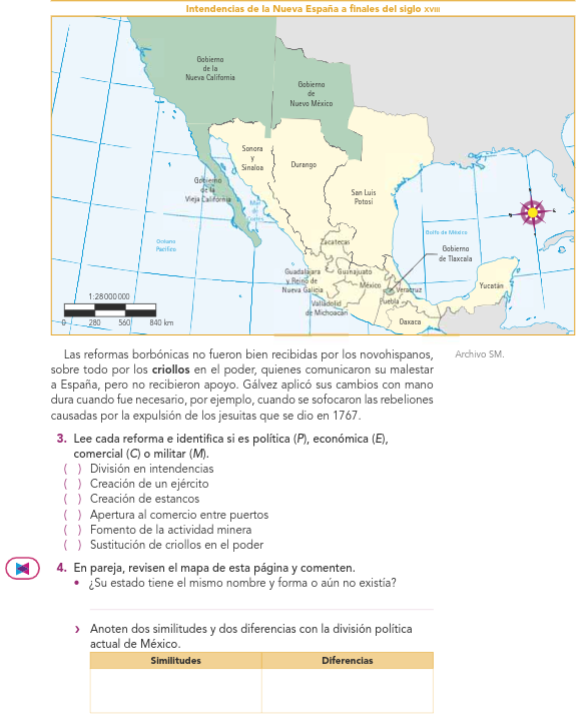 Intendencias de la Nueva España a finales del siglo XVIII
Gobierno
de la
Nueva California
Gobierno
de
Nuevo México
Sonora
y
Sinaloa
Durango
Gobierno
de la
Vieja California
San Luis
Potosí
Mar
de
Cortés
Océano
Pacífico
Golfo de México
Zacatecas
Gobierno
de Tlaxcala
Guadalajara
y Reino de
Nueva Galicia
Guanajuato
México
Veracruz
Yucatán
Valladolid
de Michoacán
Puebla
Oaxaca
1:28 000 000
0 280 560 840 km
Las reformas borbónicas no fueron bien recibidas por los novohispanos,
sobre todo por los criollos en el poder, quienes comunicaron su malestar
a España, pero no recibieron apoyo. Gálvez aplicó sus cambios con mano
dura cuando fue necesario, por ejemplo, cuando se sofocaron las rebeliones
causadas por la expulsión de los jesuitas que se dio en 1767.
Archivo SM.
3. Lee cada reforma e identifica si es política (P), económica (E),
comercial (C) o militar (M).
( ) División en intendencias
( ) Creación de un ejército
( ) Creación de estancos
( ) Apertura al comercio entre puertos
( ) Fomento de la actividad minera
( ) Sustitución de criollos en el poder
4. En pareja, revisen el mapa de esta página y comenten.
• ¿Su estado tiene el mismo nombre y forma o aún no existía?
› Anoten dos similitudes y dos diferencias con la división política
actual de México.
Similitudes Diferencias